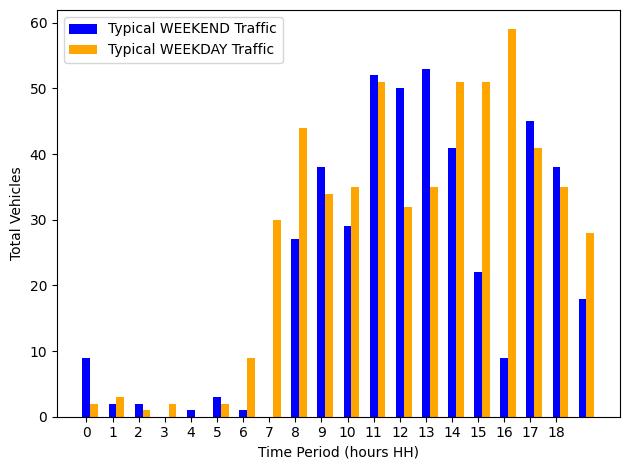 Typical WEEKEND Traffic
Typical WEEKDAY Traffic
60
50
40
30
20
10
0
Total Vehicles
0 1 2 3 4 5 6 7 8 9 10 11 12 13 14 15 16 17 18
Time Period (hours HH)